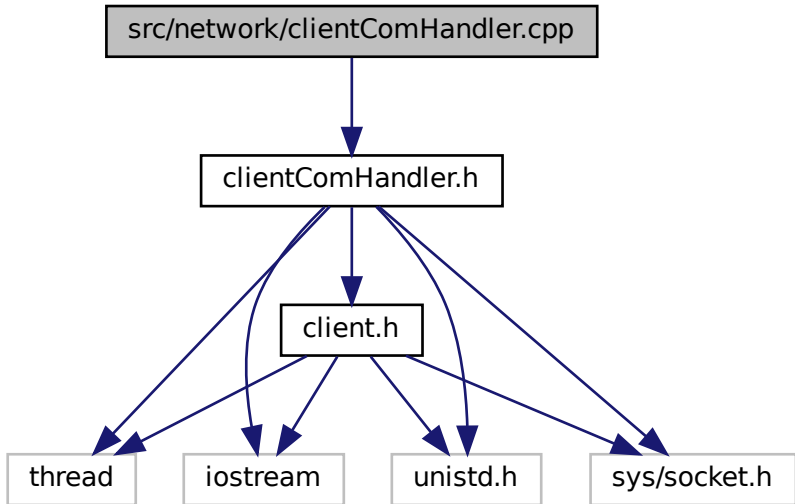 src/network/clientComHandler.cpp
clientComHandler.h
client.h
thread
iostream
unistd.h
sys/socket.h